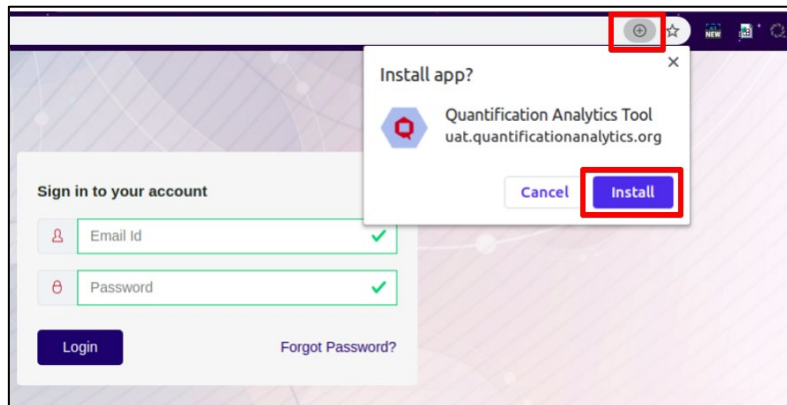 NEW
Install app?
Quantification Analytics Tool
uat.quantificationanalytics.org
Cancel
Install
Sign in to your account
Email Id
Password
Login
Forgot Password?